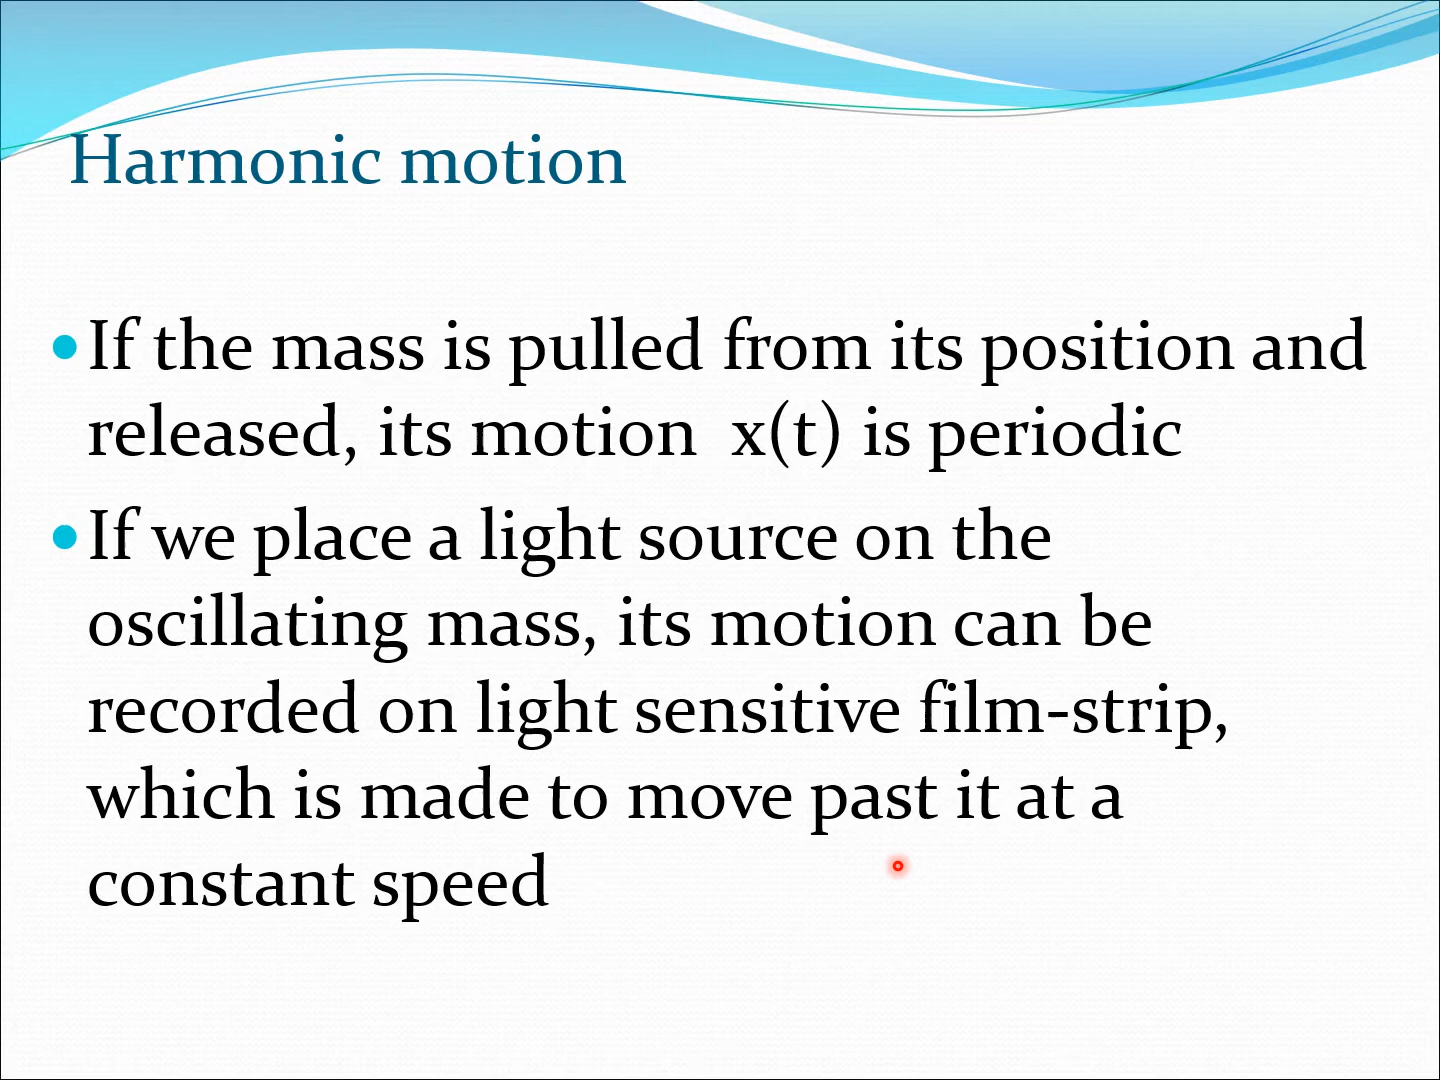 Harmonic motion
• If the mass is pulled from its position and
released, its motion  x(t) is periodic
• If we place a light source on the
oscillating mass, its motion can be
recorded on light sensitive film-strip,
which is made to move past it at a
constant speed